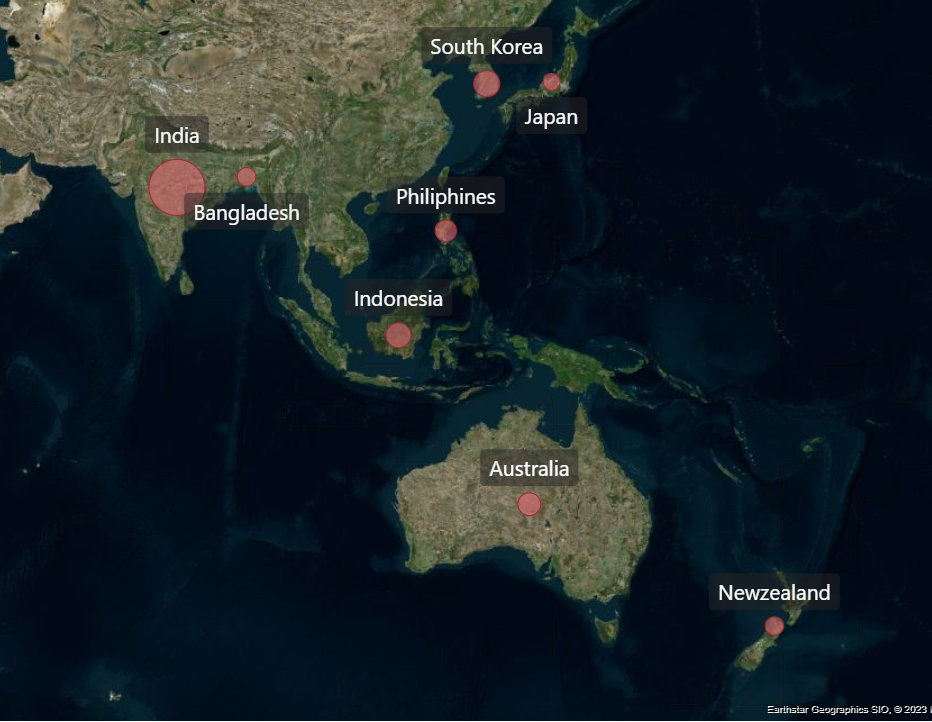 South Korea
Japan
India
Philiphines
Bangladesh
Indonesia
Australia
Newzealand
Earthstar Geographics SIO, © 2023